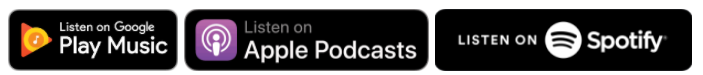 Listen on Google
Play Music
Listen on
Apple Podcasts
LISTEN ON Spotify